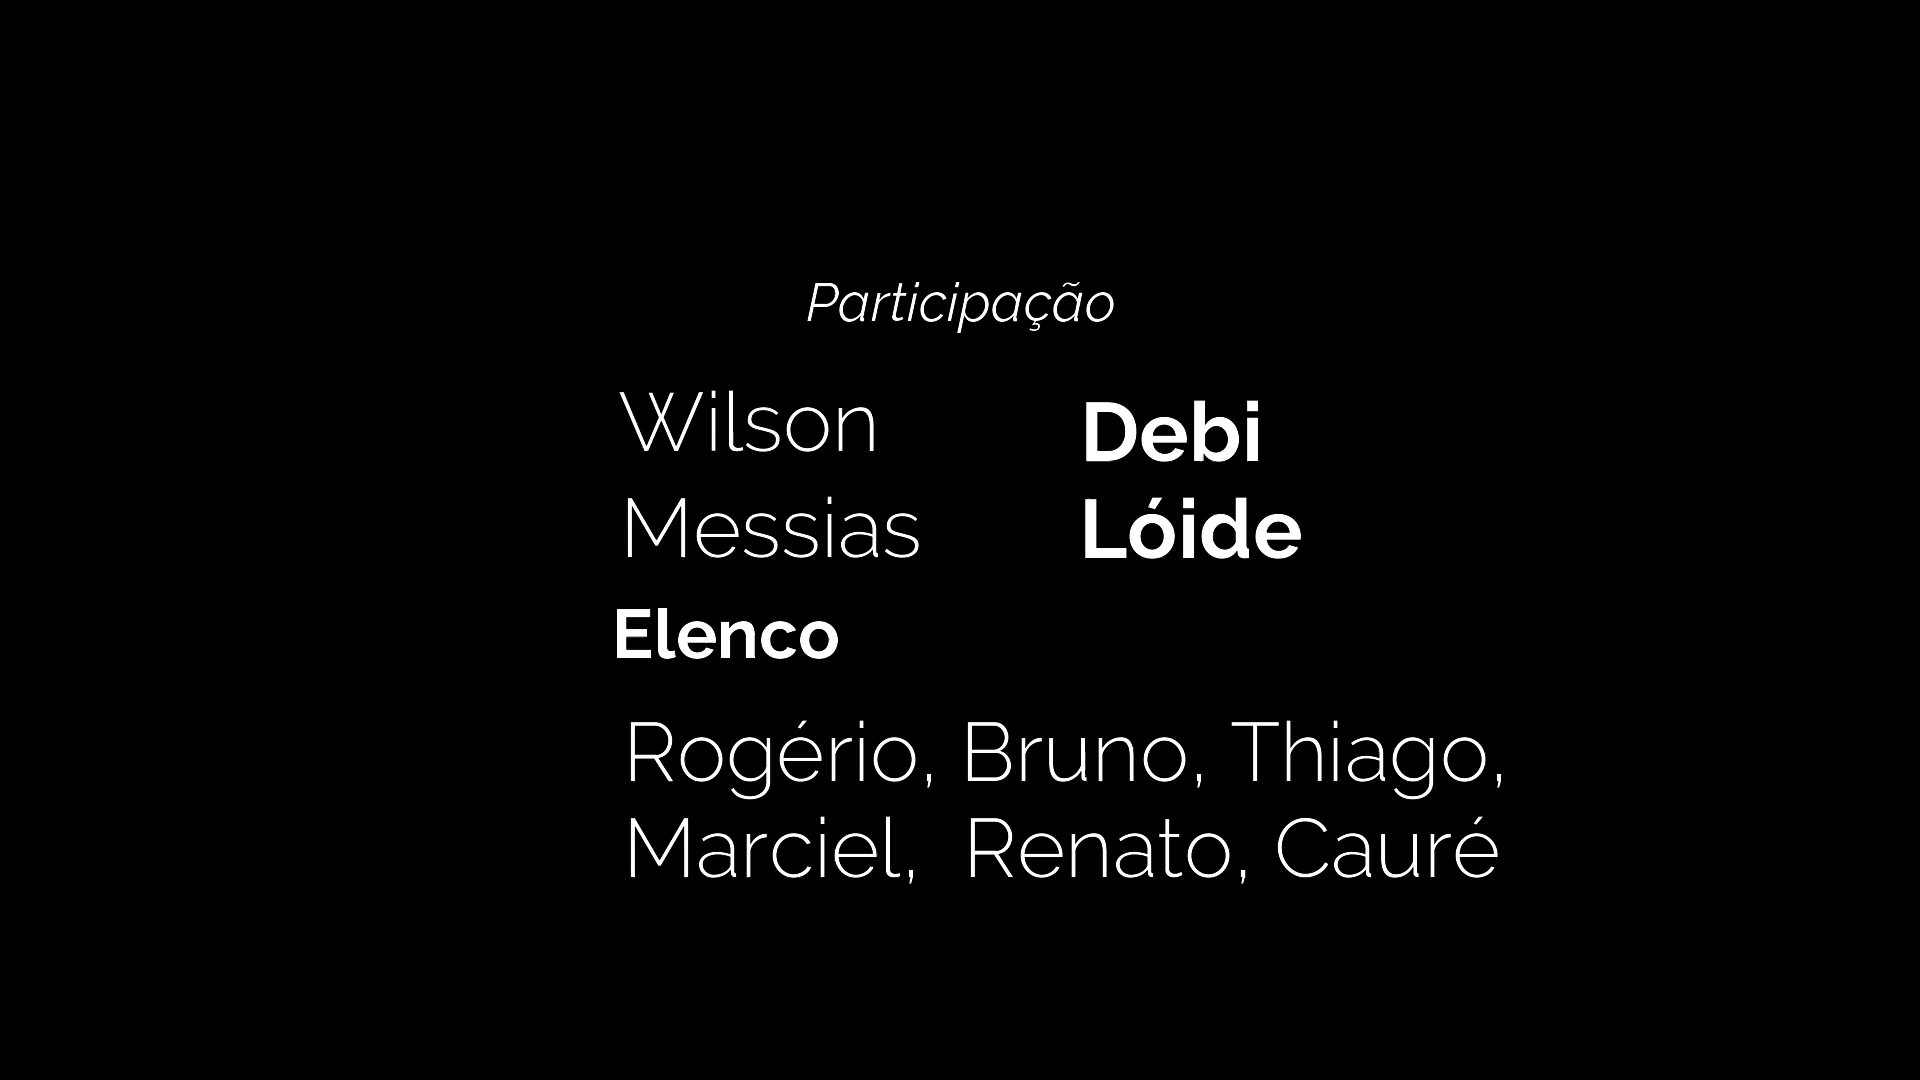 Participação
Wilson Debi
Messias Lóide
Elenco
Rogério, Bruno, Thiago,
Marciel, Renato, Cauré